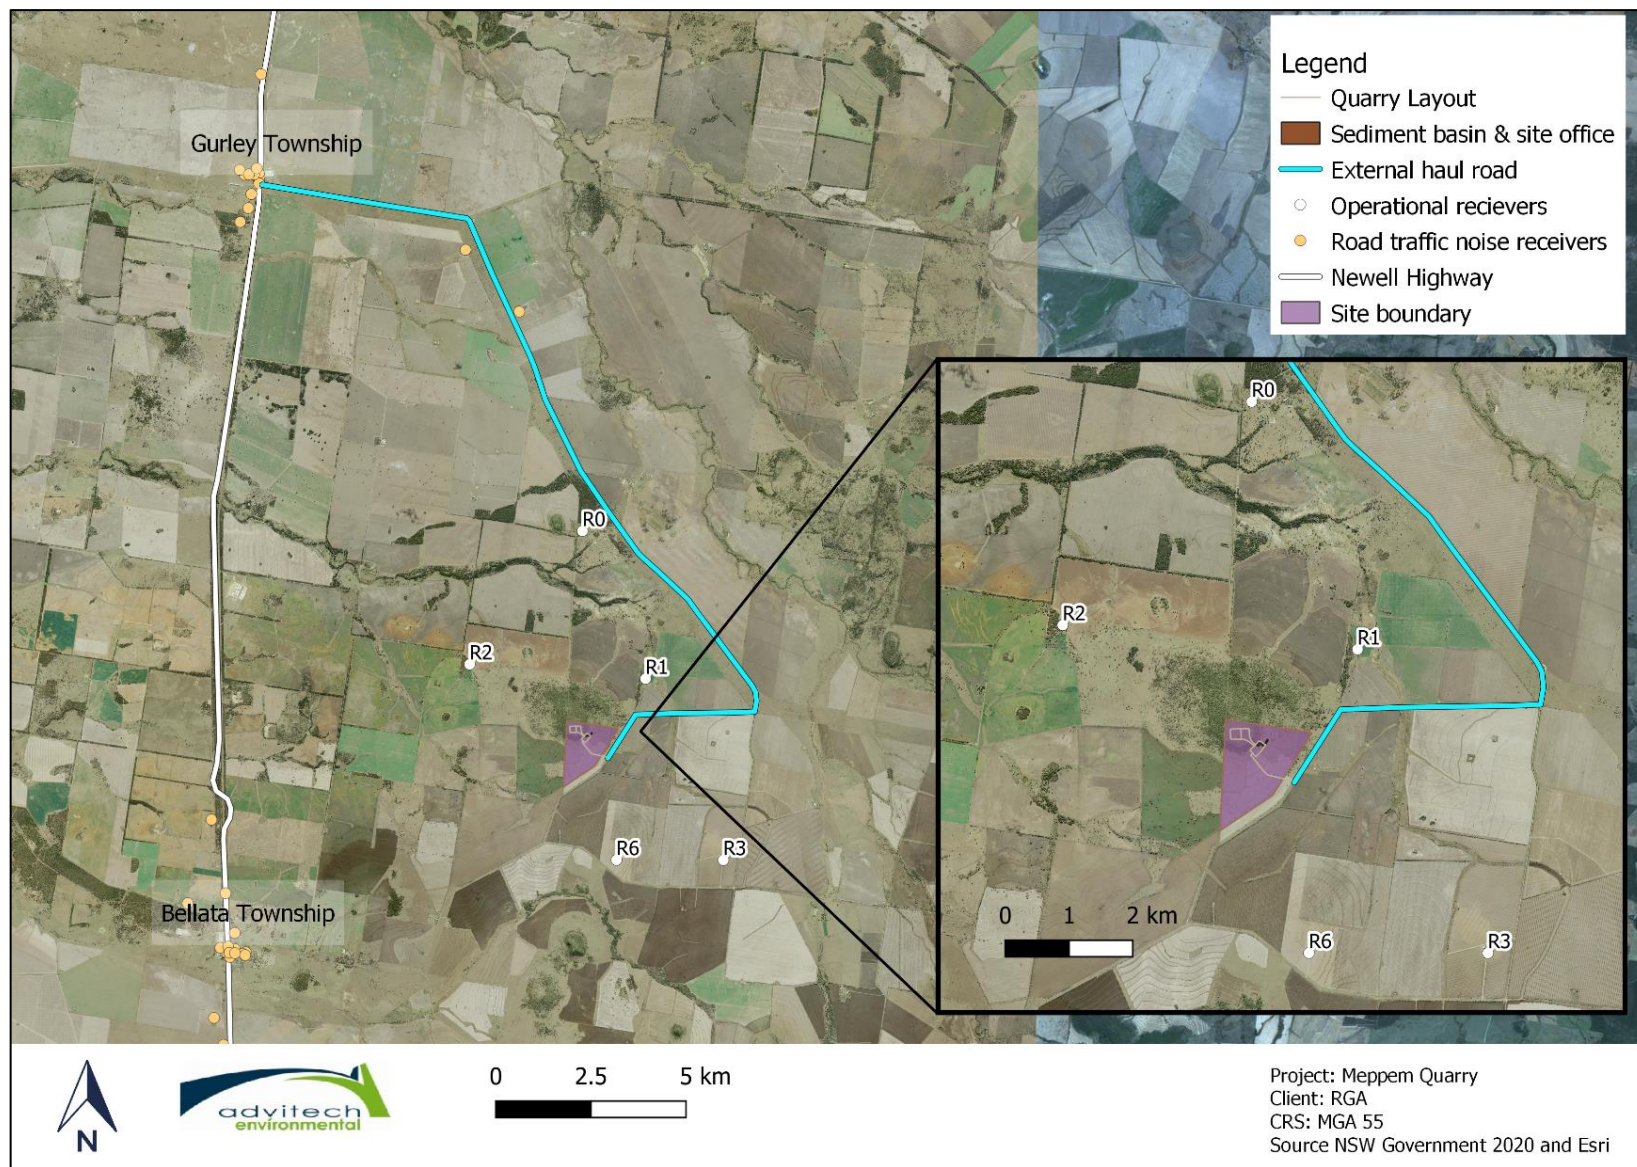 Legend
Quarry Layout
Sediment basin & site office
External haul road
Operational recievers
Road traffic noise receivers
Newell Highway
Site boundary
Gurley Township
R0
R2
R1
R6
R3
Bellata Township
R0
R2
R1
0 1 2 km
R6
R3
N
advitech
environmental
0 2.5 5 km
Project: Meppem Quarry
Client: RGA
CRS: MGA 55
Source NSW Government 2020 and Esri